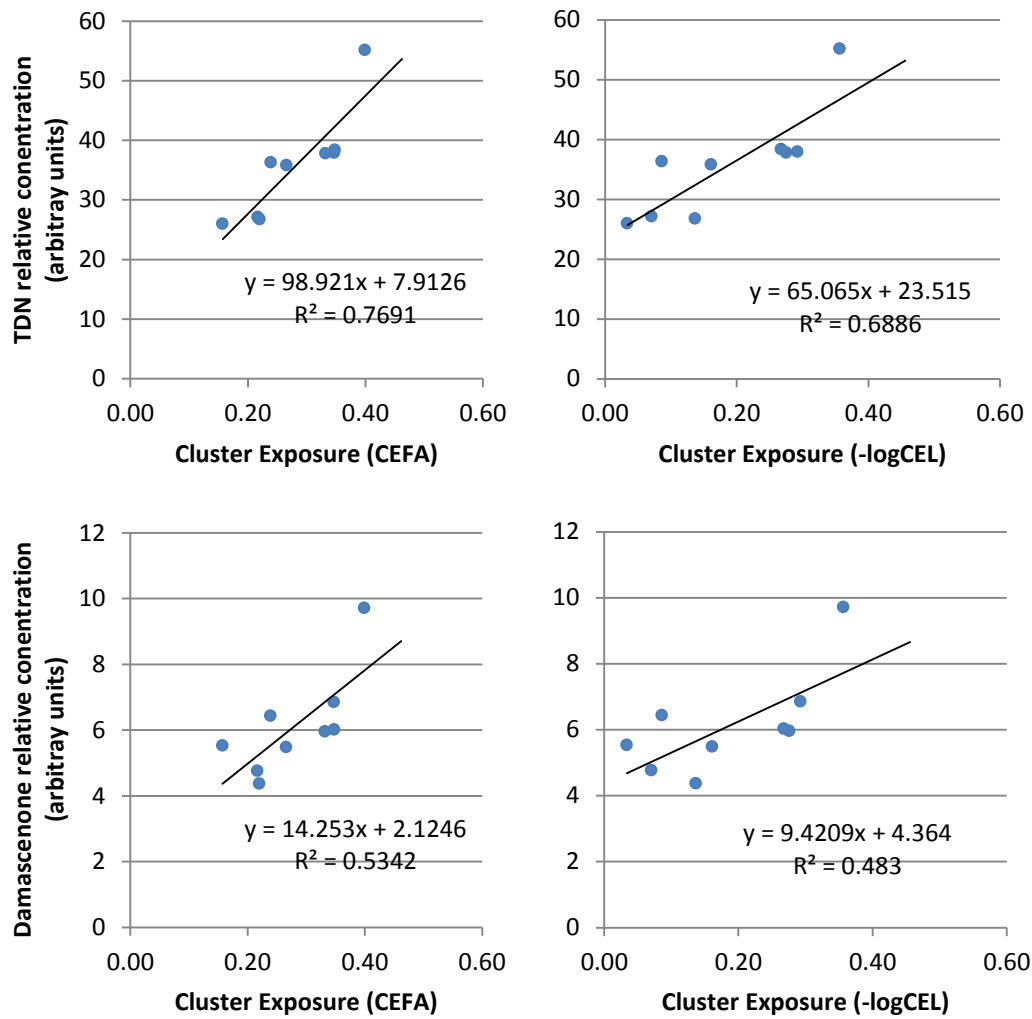 TDN relative conentration
(arbitray units)
60
50
40
30
20
10
0
y = 98.921x + 7.9126
R² = 0.7691
0.00 0.20 0.40 0.60
Cluster Exposure (CEFA)
60
50
40
30
20
10
0
y = 65.065x + 23.515
R² = 0.6886
0.00 0.20 0.40 0.60
Cluster Exposure (-logCEL)
Damascenone relative conentration
(arbitray units)
12
10
8
6
4
2
0
y = 14.253x + 2.1246
R² = 0.5342
0.00 0.20 0.40 0.60
Cluster Exposure (CEFA)
12
10
8
6
4
2
0
y = 9.4209x + 4.364
R² = 0.483
0.00 0.20 0.40 0.60
Cluster Exposure (-logCEL)